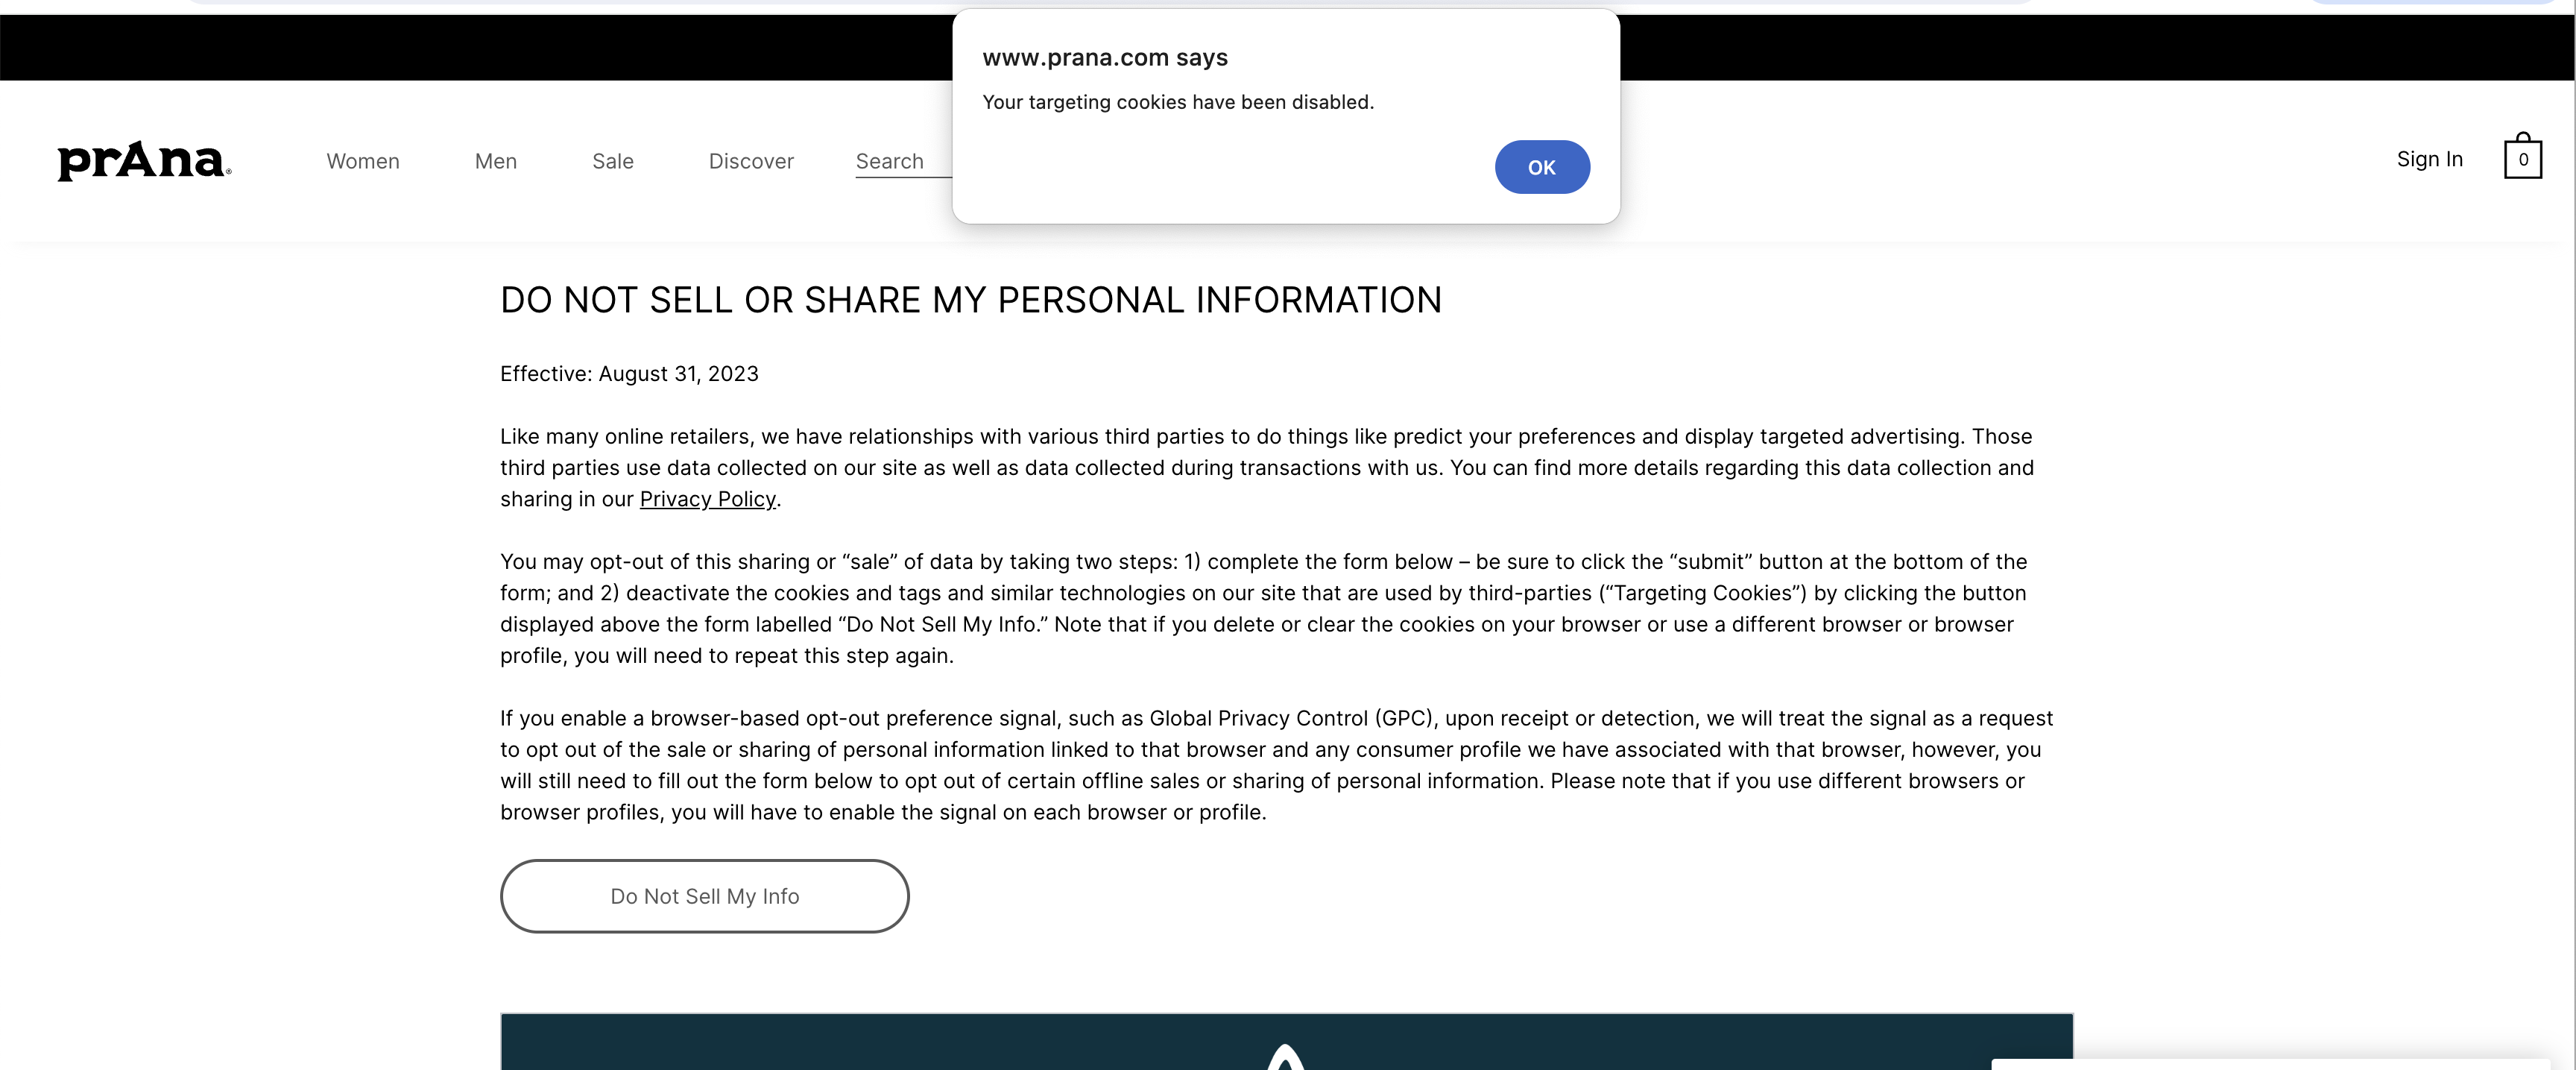 www.prana.com says
Your targeting cookies have been disabled.
OK
prAna®
Women
Men
Sale
Discover
Search
Sign In
0
DO NOT SELL OR SHARE MY PERSONAL INFORMATION
Effective: August 31, 2023
Like many online retailers, we have relationships with various third parties to do things like predict your preferences and display targeted advertising. Those
third parties use data collected on our site as well as data collected during transactions with us. You can find more details regarding this data collection and
sharing in our Privacy Policy.
You may opt-out of this sharing or “sale” of data by taking two steps: 1) complete the form below – be sure to click the “submit” button at the bottom of the
form; and 2) deactivate the cookies and tags and similar technologies on our site that are used by third-parties (“Targeting Cookies”) by clicking the button
displayed above the form labelled “Do Not Sell My Info.” Note that if you delete or clear the cookies on your browser or use a different browser or browser
profile, you will need to repeat this step again.
If you enable a browser-based opt-out preference signal, such as Global Privacy Control (GPC), upon receipt or detection, we will treat the signal as a request
to opt out of the sale or sharing of personal information linked to that browser and any consumer profile we have associated with that browser, however, you
will still need to fill out the form below to opt out of certain offline sales or sharing of personal information. Please note that if you use different browsers or
browser profiles, you will have to enable the signal on each browser or profile.
Do Not Sell My Info